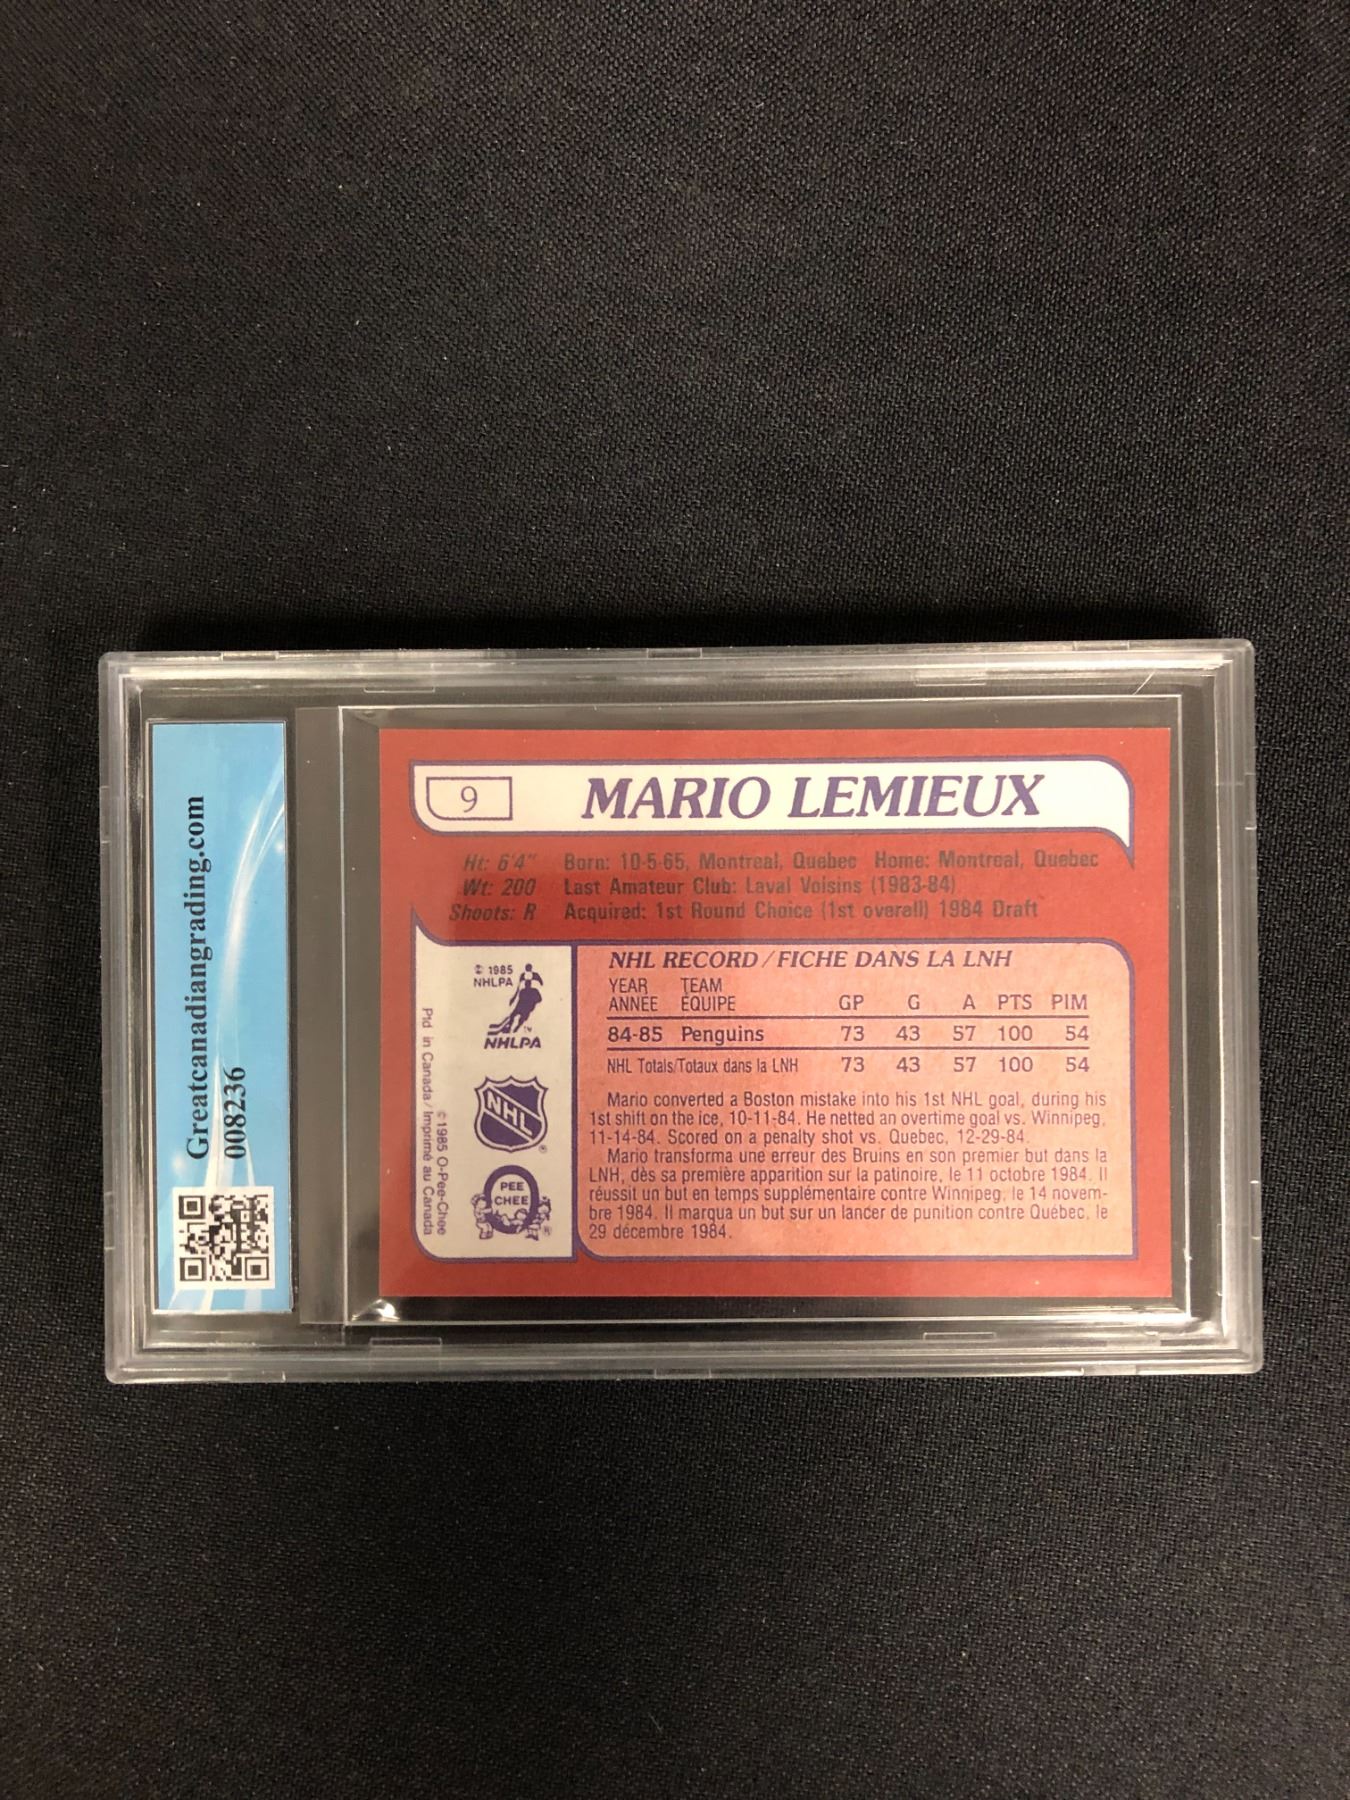 Greatcanadiangrading.com
008236
9
MARIO LEMIEUX
Ht: 6'4" Born: 10-5-65, Montreal, Quebec Home: Montreal, Quebec
Wt: 200 Last Amateur Club: Laval Voisins (1983-84)
Shoots: R Acquired: 1st Round Choice (1st overall) 1984 Draft
© 1985
NHLPA
TM
NHLPA
NHL
®
PEE
CHEE
®
© 1985 O-Pee-Chee
Ptd in Canada/Imprimé au Canada
NHL RECORD/FICHE DANS LA LNH
YEAR TEAM
ANNÉE ÉQUIPE GP G A PTS PIM
84-85 Penguins 73 43 57 100 54
NHL Totals/Totaux dans la LNH 73 43 57 100 54
Mario converted a Boston mistake into his 1st NHL goal, during his
1st shift on the ice, 10-11-84. He netted an overtime goal vs. Winnipeg,
11-14-84. Scored on a penalty shot vs. Quebec, 12-29-84.
Mario transforma une erreur des Bruins en son premier but dans la
LNH, dès sa première apparition sur la patinoire, le 11 octobre 1984. Il
réussit un but en temps supplémentaire contre Winnipeg, le 14 novem-
bre 1984. Il marqua un but sur un lancer de punition contre Québec, le
29 décembre 1984.